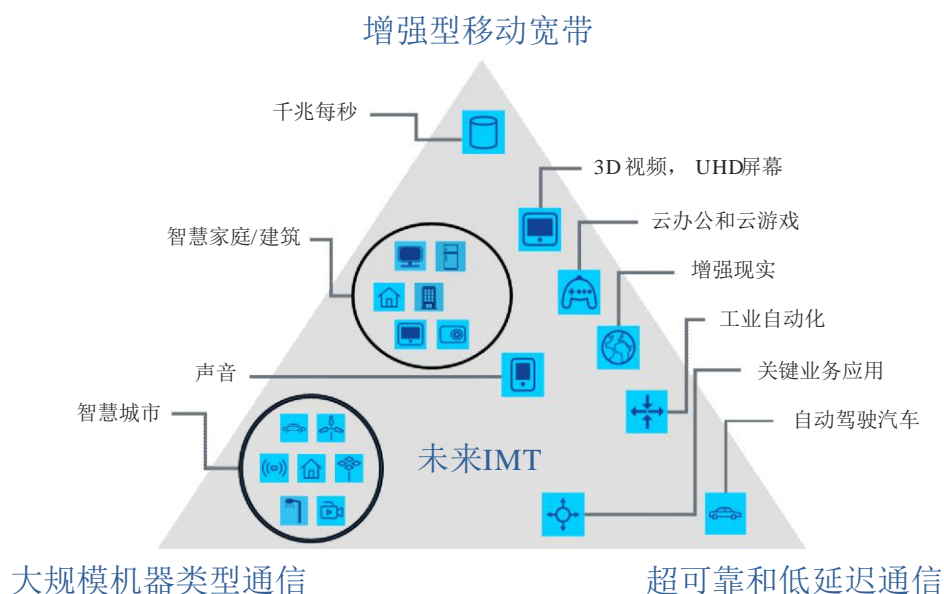 增强型移动宽带
千兆每秒
3D 视频， UHD屏幕
云办公和云游戏
智慧家庭/建筑
增强现实
工业自动化
声音
关键业务应用
智慧城市
自动驾驶汽车
未来IMT
大规模机器类型通信
超可靠和低延迟通信